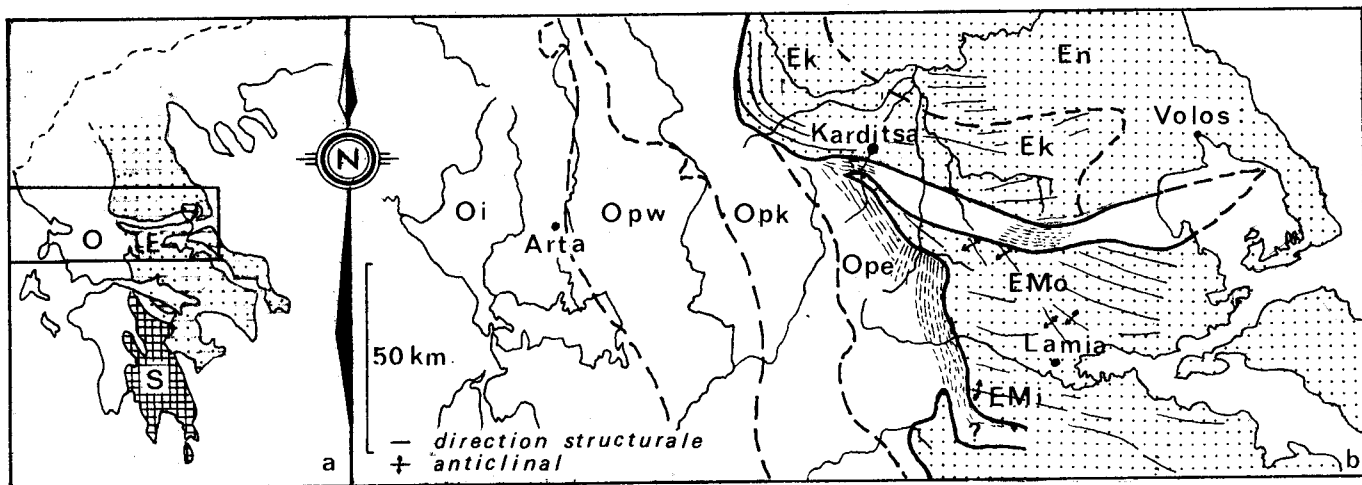 O
E
S
a
N
50 km
direction structurale
anticlinal
Oi
Arta
Opw
Opk
Ope
Ek
En
Karditsa
Ek
Volos
EMo
Lamia
EMi
?
b